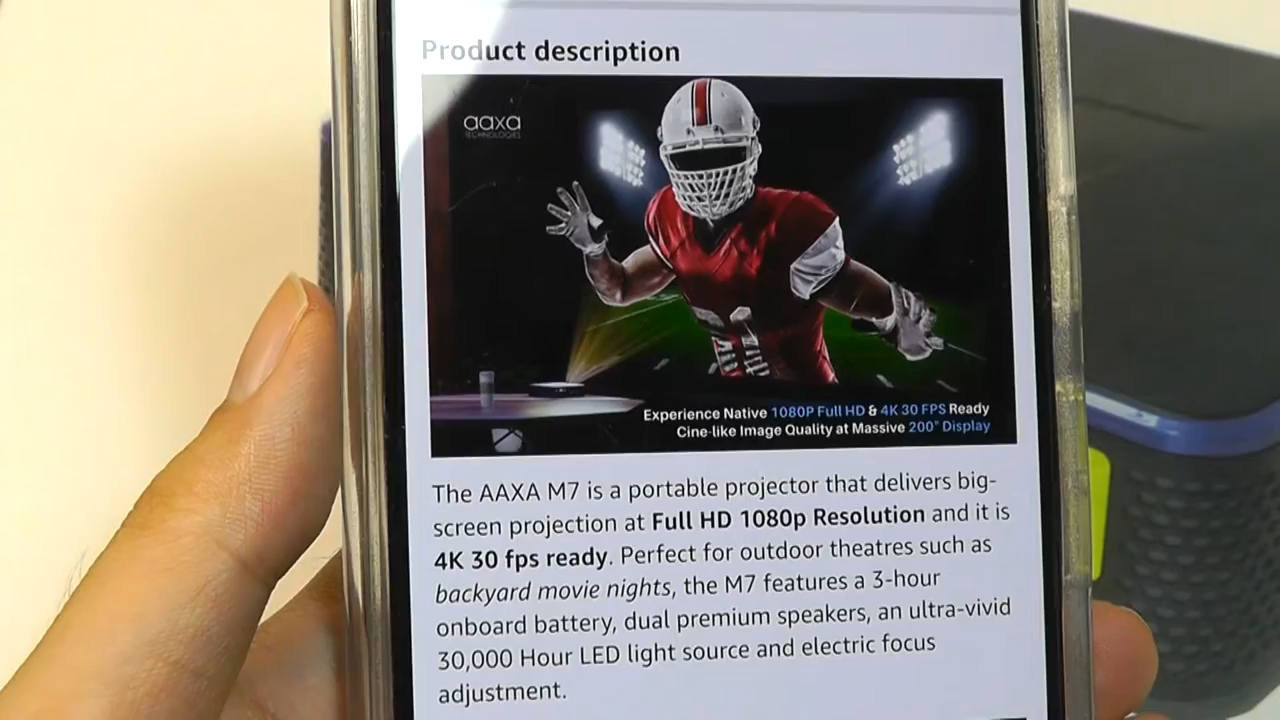 Product description
aaxa
TECHNOLOGIES
Experience Native 1080P Full HD & 4K 30 FPS Ready
Cine-like Image Quality at Massive 200" Display
The AAXA M7 is a portable projector that delivers big-
screen projection at Full HD 1080p Resolution and it is
4K 30 fps ready. Perfect for outdoor theatres such as
backyard movie nights, the M7 features a 3-hour
onboard battery, dual premium speakers, an ultra-vivid
30,000 Hour LED light source and electric focus
adjustment.